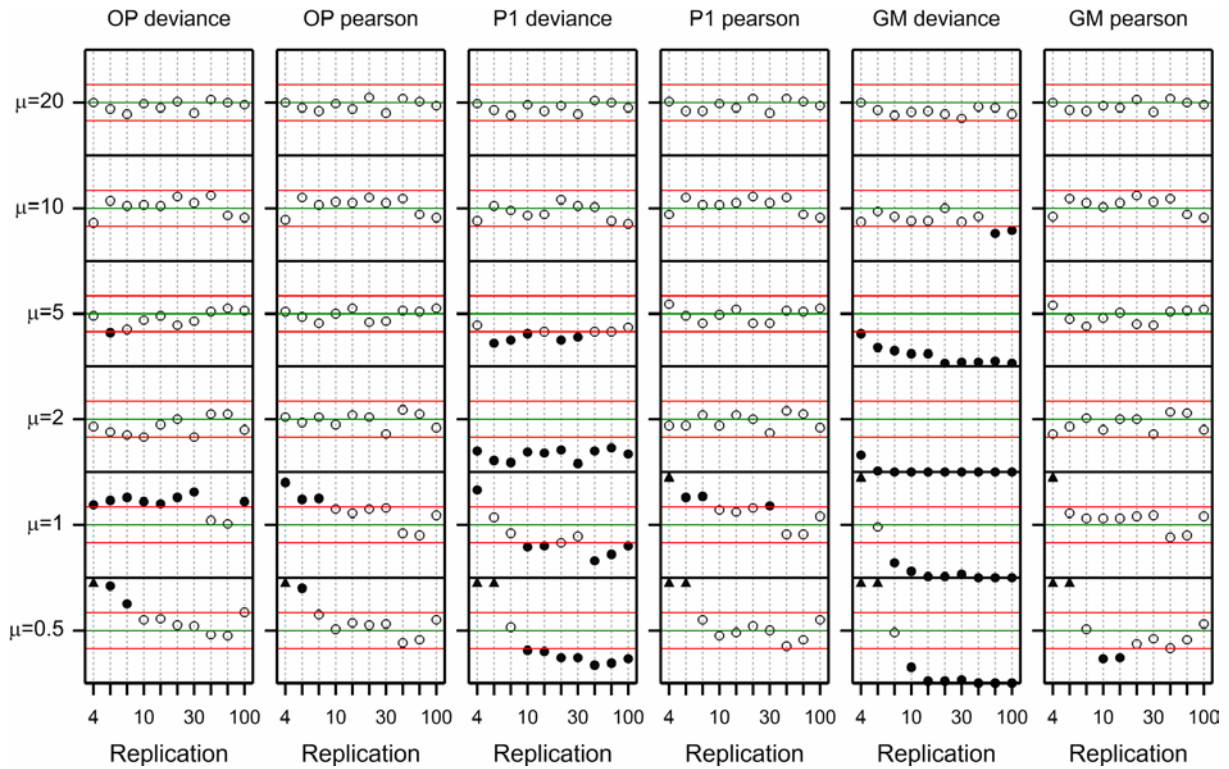 OP deviance OP pearson P1 deviance P1 pearson GM deviance GM pearson
μ=20
μ=10
μ=5
μ=2
μ=1
μ=0.5
4 10 30 100 4 10 30 100 4 10 30 100 4 10 30 100 4 10 30 100 4 10 30 100
Replication Replication Replication Replication Replication Replication